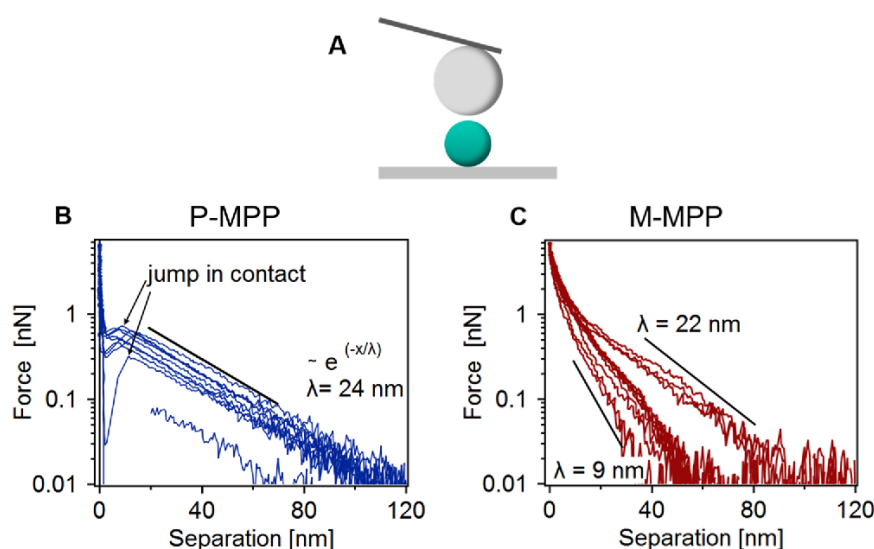 A
B
P-MPP
jump in contact
~ e (-x/λ)
λ= 24 nm
Force [nN]
1
0.1
0.01
0
40
80
120
Separation [nm]
C
M-MPP
λ = 22 nm
λ = 9 nm
Force [nN]
1
0.1
0.01
0
40
80
120
Separation [nm]